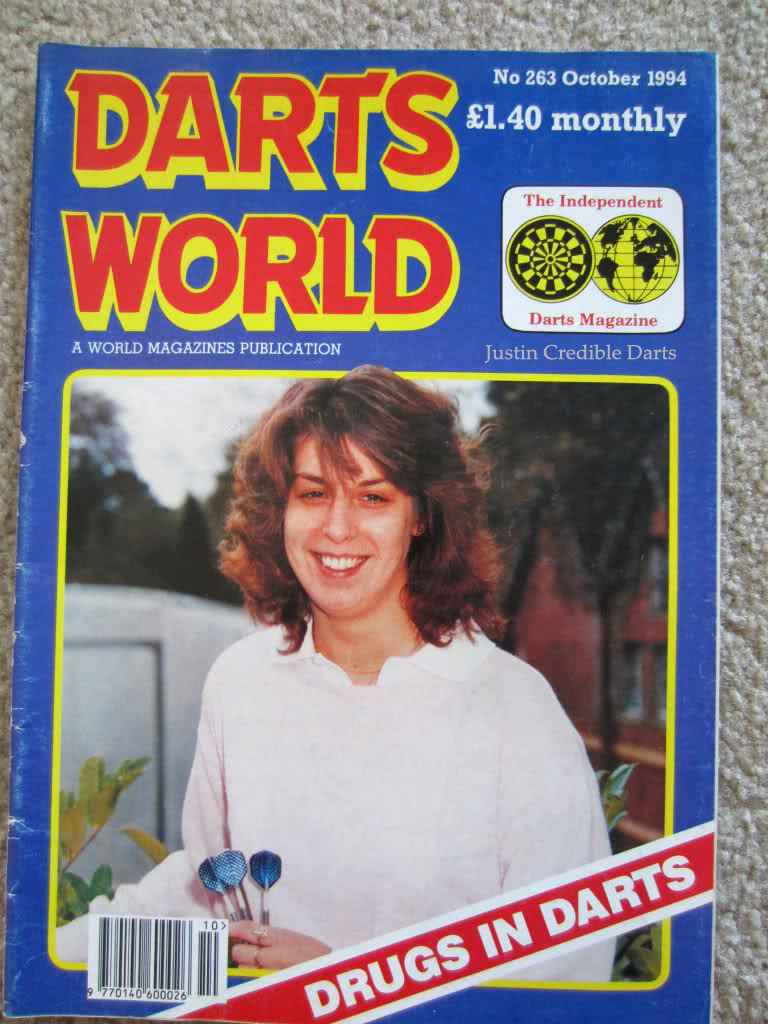 DARTS
WORLD
No 263 October 1994
£1.40 monthly
The Independent
Darts Magazine
A WORLD MAGAZINES PUBLICATION
Justin Credible Darts
DRUGS IN DARTS
10>
9 770140 600026